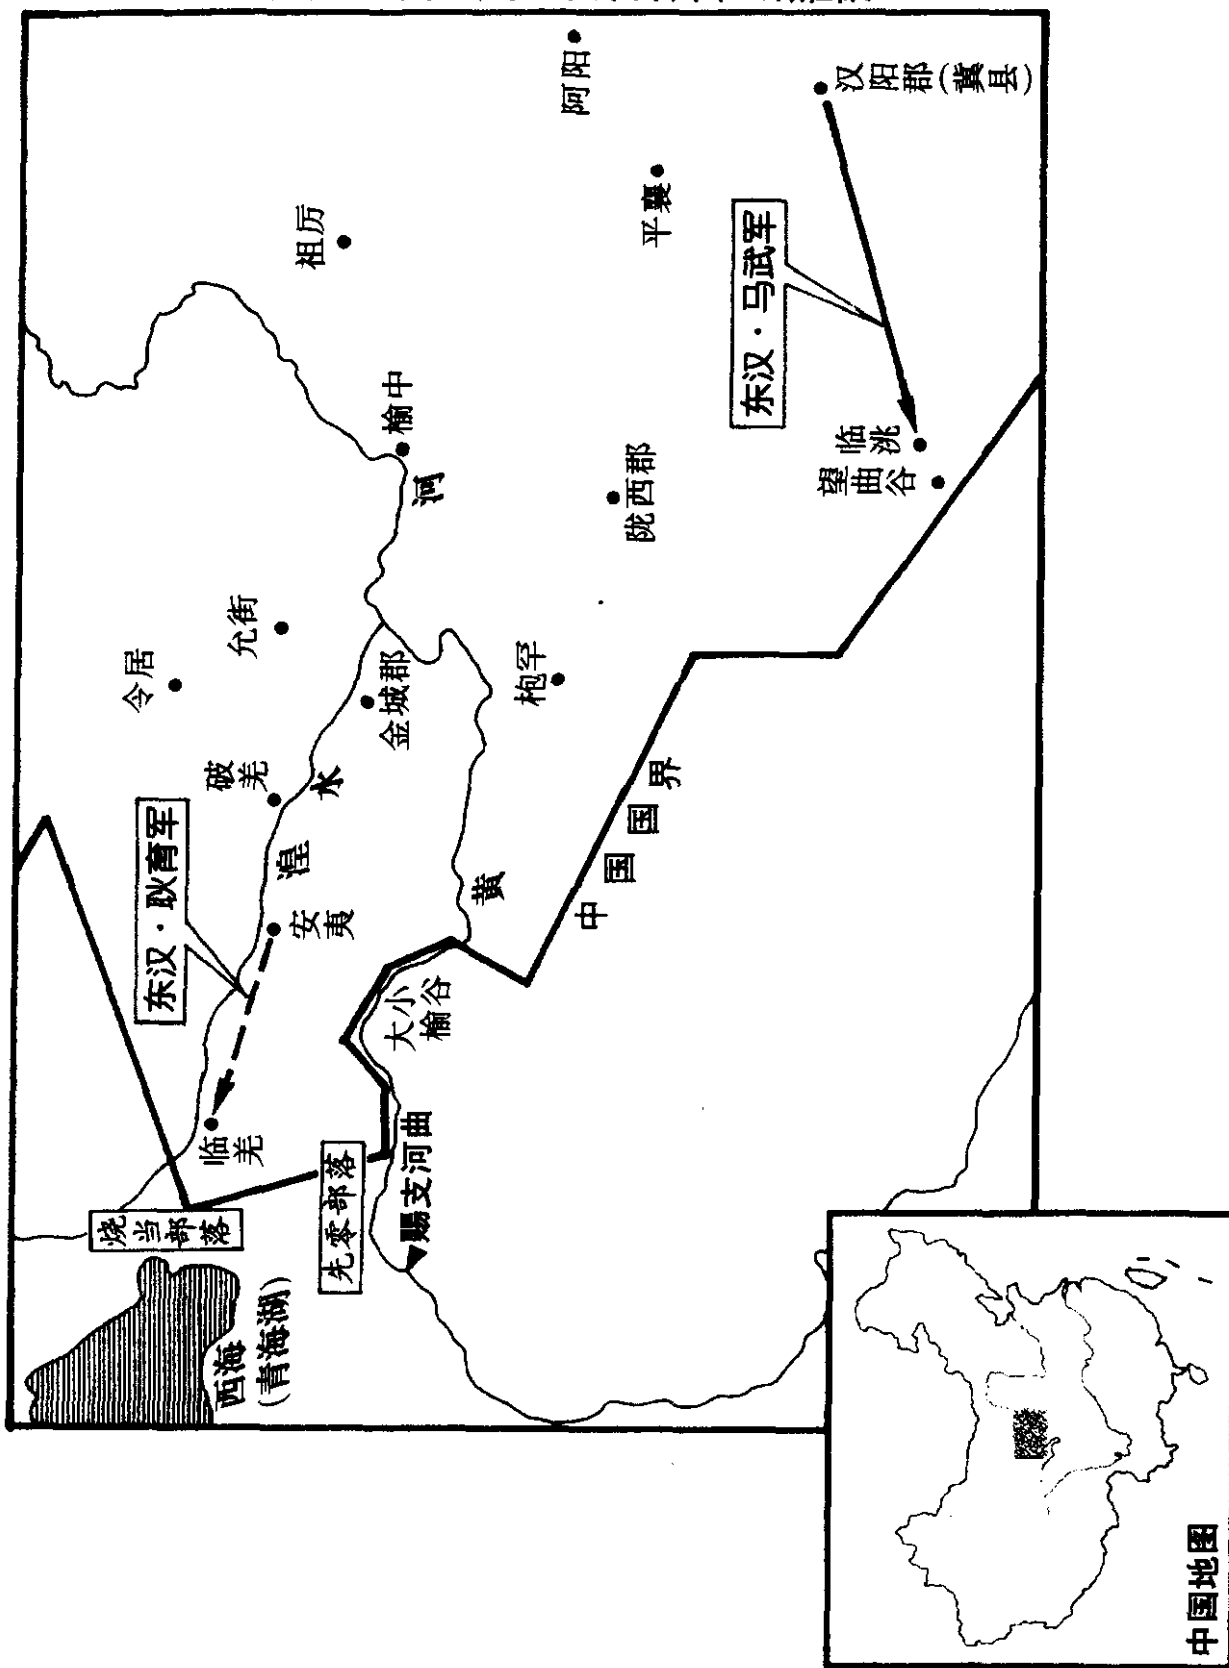 烧当部落
西海
(青海湖)
临羌
东汉·耿育军
安夷
破羌
令居
允街
湟水
金城郡
先零部落
赐支河曲
大小
榆谷
黄河
榆中
祖厉
阿阳
枹罕
陇西郡
平襄
中国国界
东汉·马武军
望曲谷
临洮
汉阳郡(冀县)
中国地图